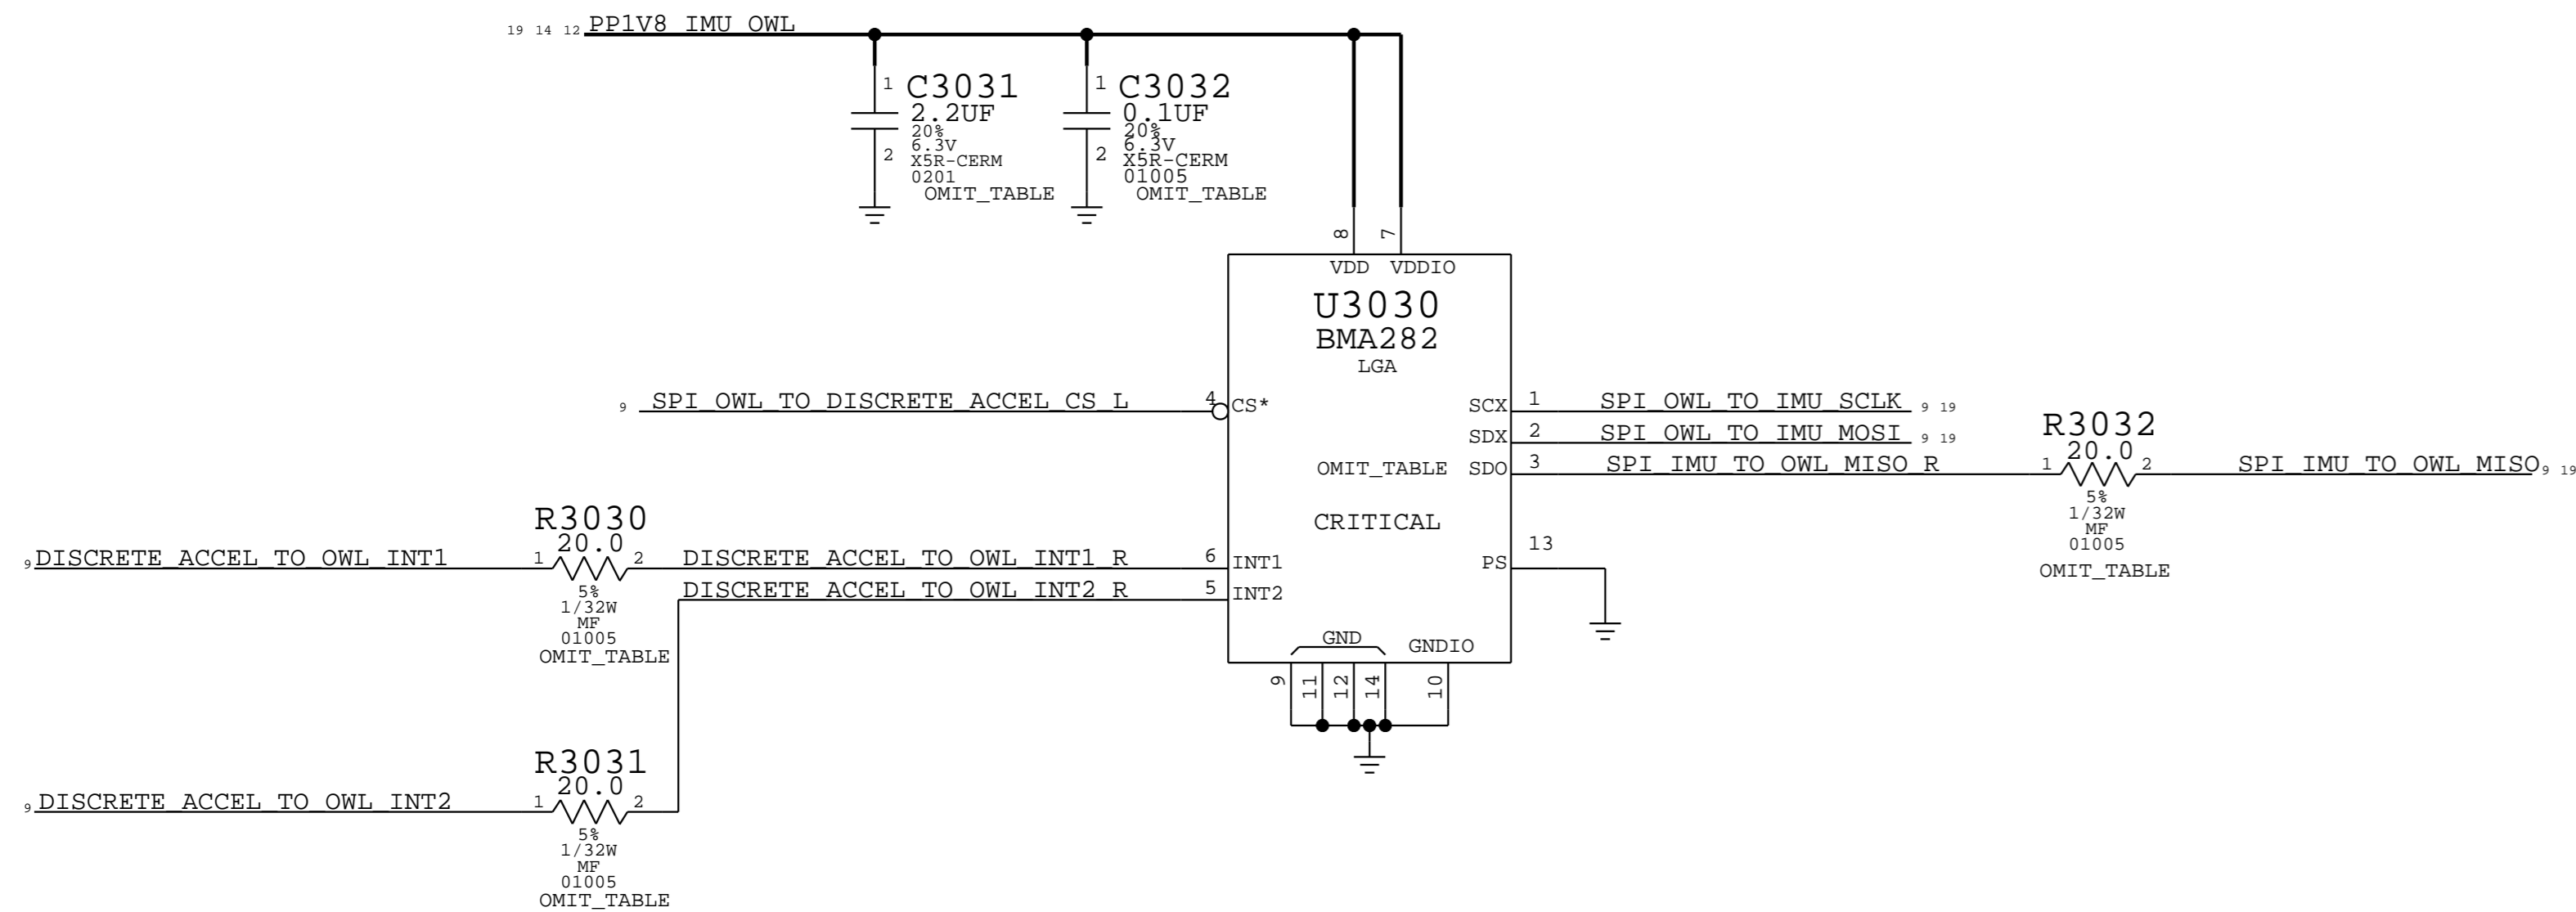 19 14 12 PP1V8_IMU_OWL
1 C3031
2.2UF
20%
6.3V
2 X5R-CERM
0201
OMIT_TABLE
1 C3032
0.1UF
20%
6.3V
2 X5R-CERM
01005
OMIT_TABLE
8 7
VDD VDDIO
U3030
BMA282
LGA
9 SPI_OWL_TO_DISCRETE_ACCEL_CS_L 4 CS*
SCX 1 SPI_OWL_TO_IMU_SCLK 9 19
SDX 2 SPI_OWL_TO_IMU_MOSI 9 19
OMIT_TABLE SDO 3 SPI_IMU_TO_OWL_MISO_R 1 2 SPI_IMU_TO_OWL_MISO 9 19
R3032
20.0
5%
1/32W
MF
01005
OMIT_TABLE
CRITICAL
13
PS
R3030
20.0
9 DISCRETE_ACCEL_TO_OWL_INT1 1 2 DISCRETE_ACCEL_TO_OWL_INT1_R 6 INT1
DISCRETE_ACCEL_TO_OWL_INT2_R 5 INT2
5%
1/32W
MF
01005
OMIT_TABLE
GND GNDIO
9 11 12 14 10
R3031
20.0
9 DISCRETE_ACCEL_TO_OWL_INT2 1 2
5%
1/32W
MF
01005
OMIT_TABLE